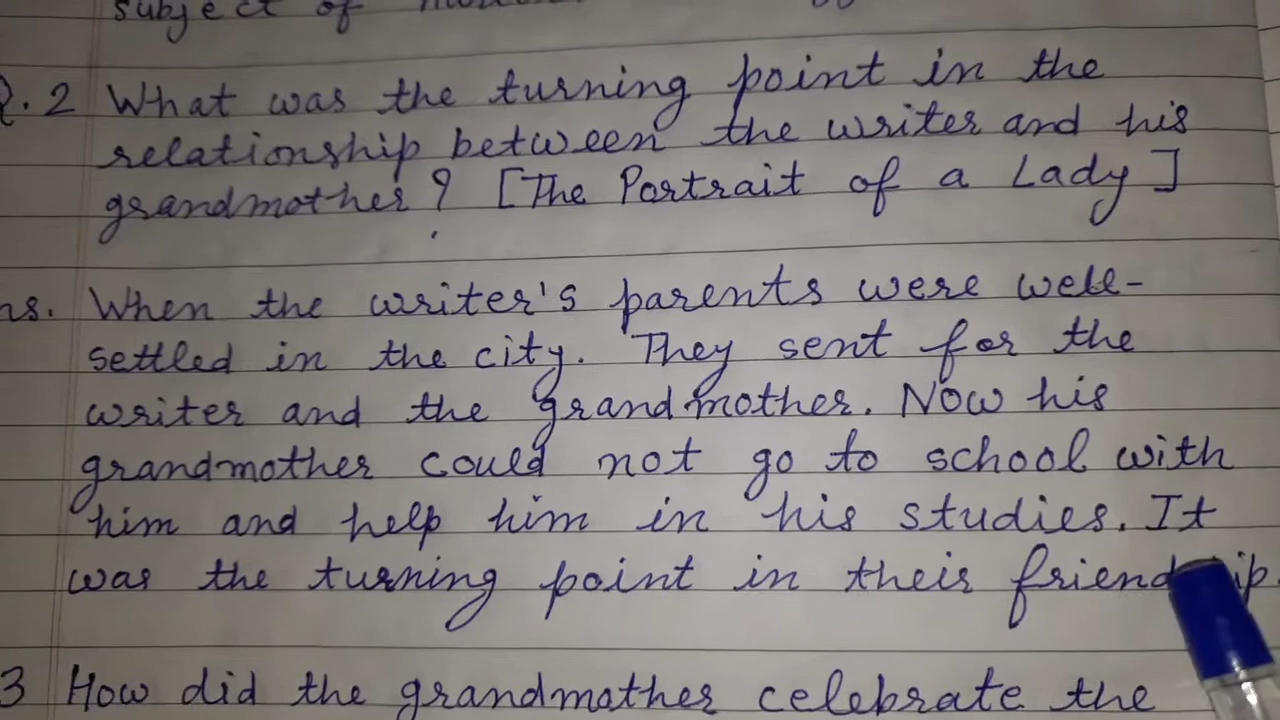 subject of
Q.2 What was the turning point in the
relationship between the writer and his
grandmother? [The Portrait of a Lady]
ns. When the writer's parents were well-
settled in the city. They sent for the
writer and the grandmother. Now his
grandmother could not go to school with
him and help him in his studies. It
was the turning point in their friendship.
3 How did the grandmother celebrate the